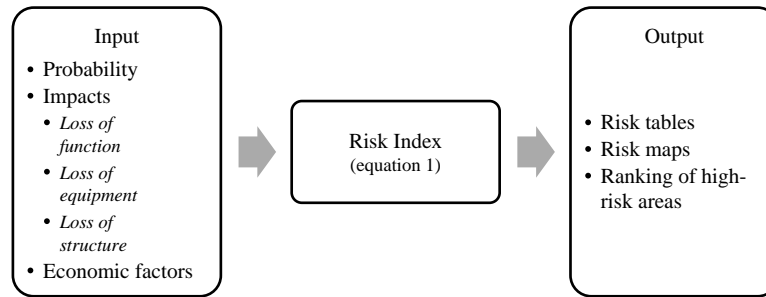 Input
• Probability
• Impacts
• Loss of
function
• Loss of
equipment
• Loss of
structure
• Economic factors
Risk Index
(equation 1)
Output
• Risk tables
• Risk maps
• Ranking of high-
risk areas